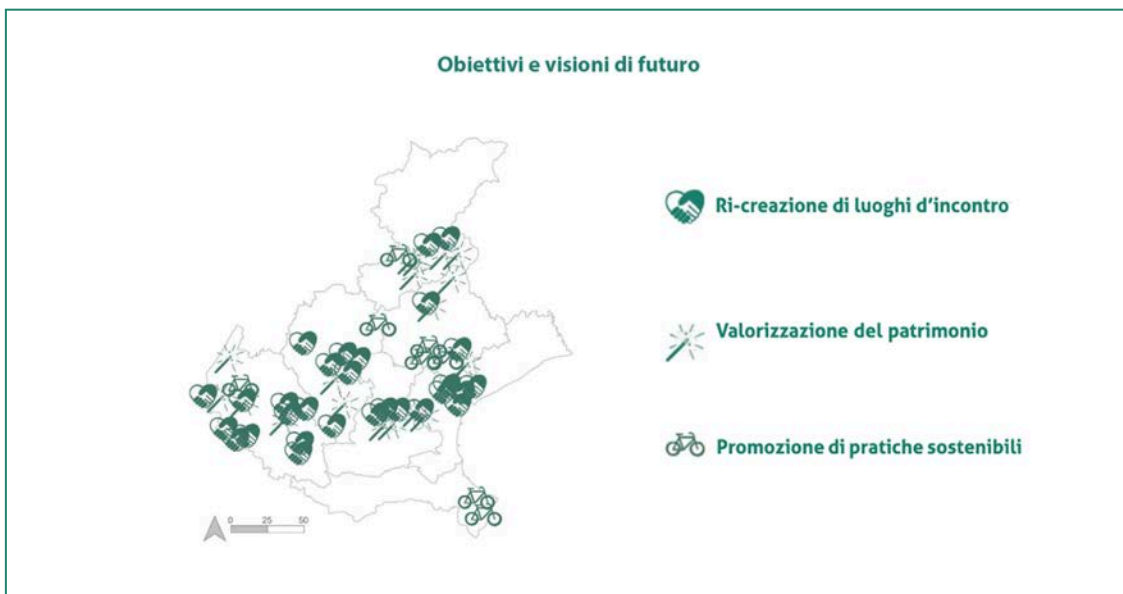 Obiettivi e visioni di futuro
Ri-creazione di luoghi d'incontro
Valorizzazione del patrimonio
Promozione di pratiche sostenibili
0 25 50